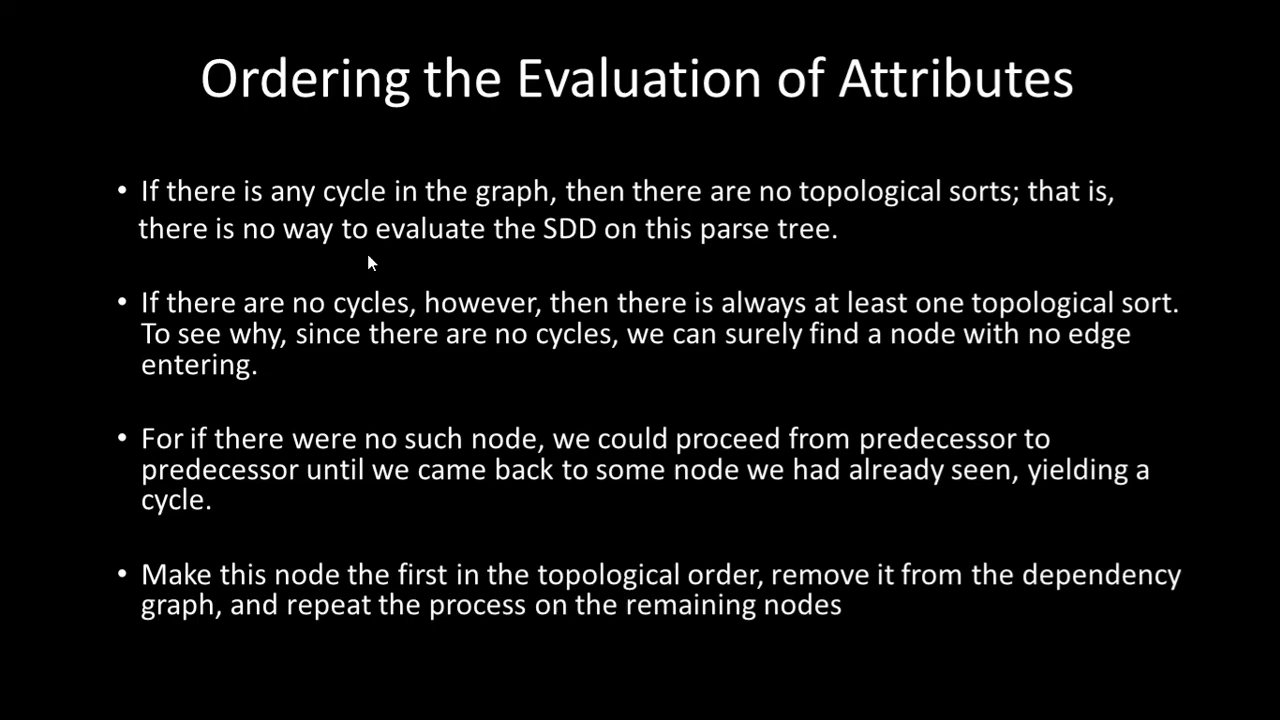 Ordering the Evaluation of Attributes
• If there is any cycle in the graph, then there are no topological sorts; that is,
there is no way to evaluate the SDD on this parse tree.
• If there are no cycles, however, then there is always at least one topological sort.
To see why, since there are no cycles, we can surely find a node with no edge
entering.
• For if there were no such node, we could proceed from predecessor to
predecessor until we came back to some node we had already seen, yielding a
cycle.
• Make this node the first in the topological order, remove it from the dependency
graph, and repeat the process on the remaining nodes